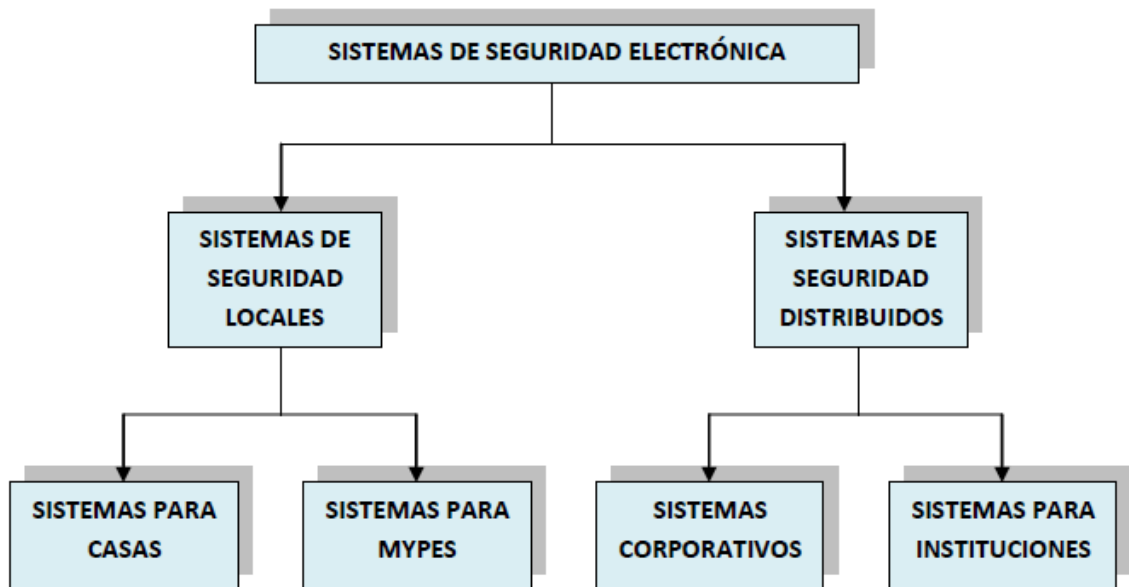 SISTEMAS DE SEGURIDAD ELECTRÓNICA
SISTEMAS DE
SEGURIDAD
LOCALES
SISTEMAS DE
SEGURIDAD
DISTRIBUIDOS
SISTEMAS PARA
CASAS
SISTEMAS PARA
MYPES
SISTEMAS
CORPORATIVOS
SISTEMAS PARA
INSTITUCIONES